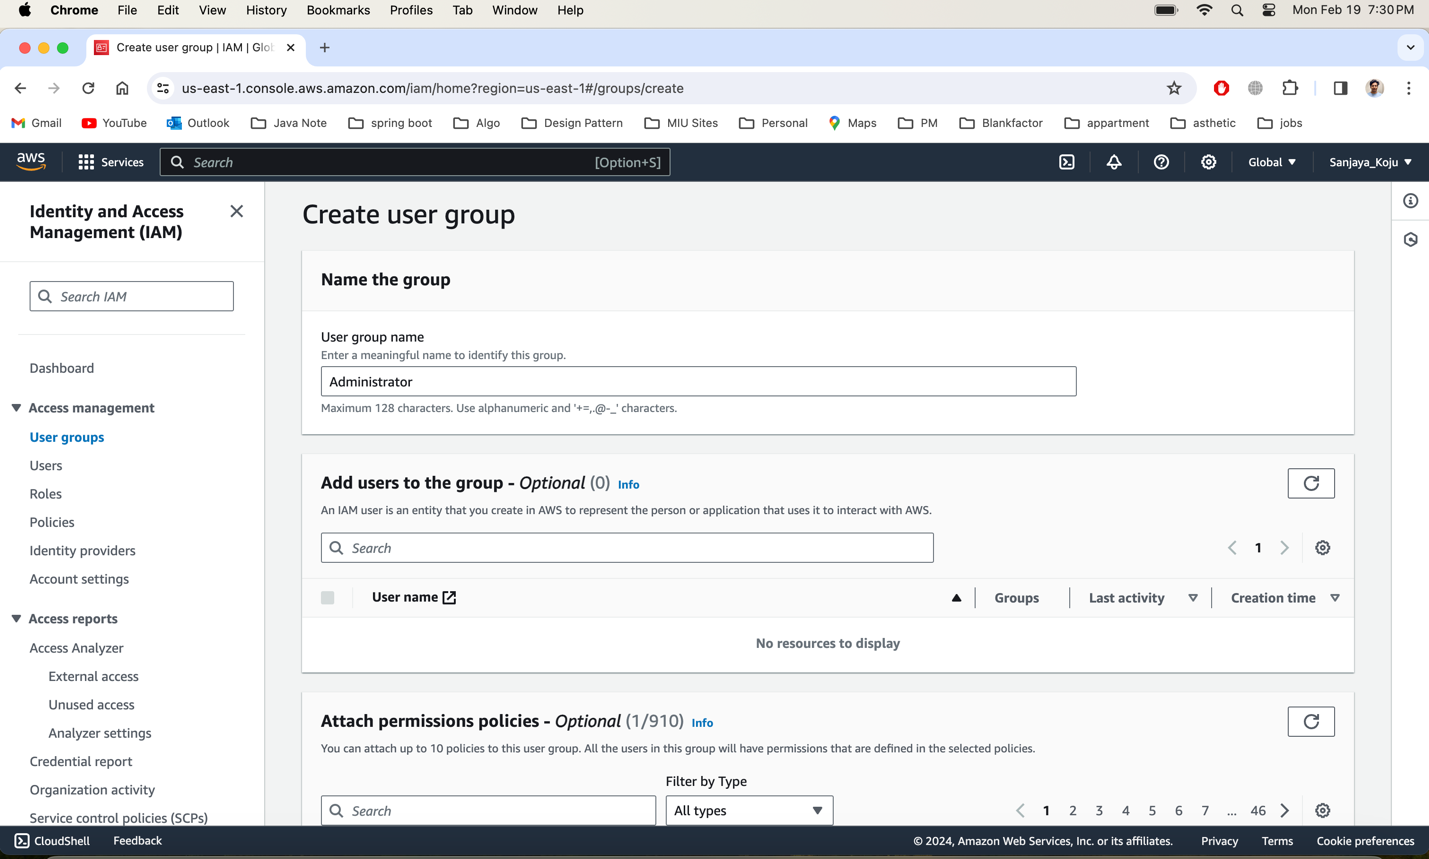 Chrome File Edit View History Bookmarks Profiles Tab Window Help Mon Feb 19 7:30 PM
Create user group | IAM | Glo
us-east-1.console.aws.amazon.com/iam/home?region=us-east-1#/groups/create
Gmail YouTube Outlook Java Note spring boot Algo Design Pattern MIU Sites Personal Maps PM Blankfactor appartment asthetic jobs
aws Services Search [Option+S] Global Sanjaya_Koju
Identity and Access
Management (IAM)
Search IAM
Dashboard
Access management
User groups
Users
Roles
Policies
Identity providers
Account settings
Access reports
Access Analyzer
External access
Unused access
Analyzer settings
Credential report
Organization activity
Service control policies (SCPs)
Create user group
Name the group
User group name
Enter a meaningful name to identify this group.
Administrator
Maximum 128 characters. Use alphanumeric and '+=,.@-_' characters.
Add users to the group - Optional (0) Info
An IAM user is an entity that you create in AWS to represent the person or application that uses it to interact with AWS.
Search
1
User name Groups Last activity Creation time
No resources to display
Attach permissions policies - Optional (1/910) Info
You can attach up to 10 policies to this user group. All the users in this group will have permissions that are defined in the selected policies.
Filter by Type
Search All types 1 2 3 4 5 6 7 ... 46
CloudShell Feedback © 2024, Amazon Web Services, Inc. or its affiliates. Privacy Terms Cookie preferences